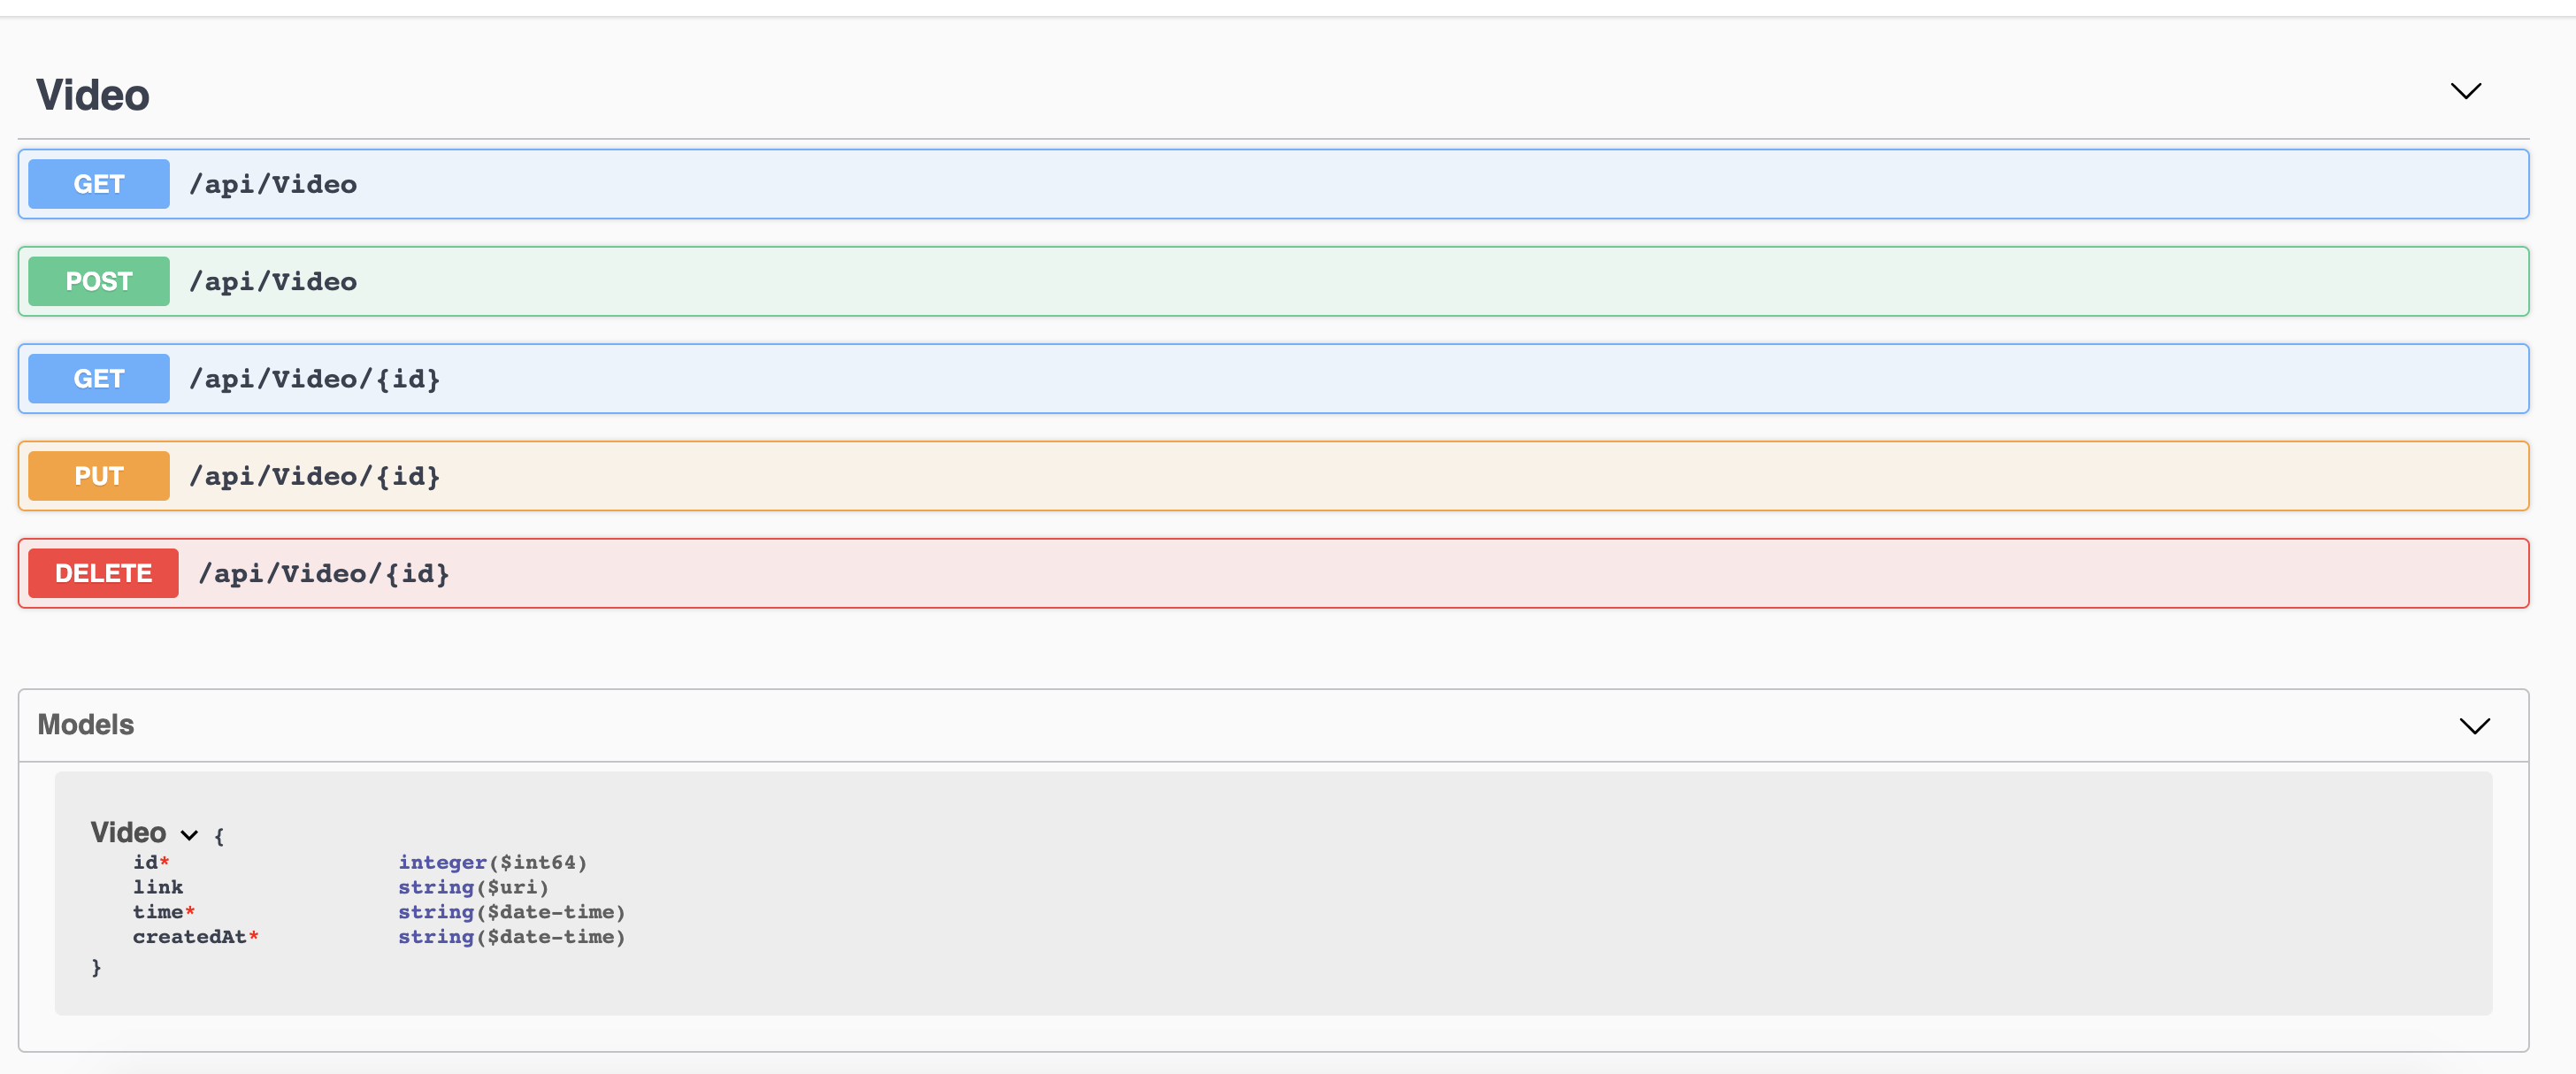 Video
GET /api/Video
POST /api/Video
GET /api/Video/{id}
PUT /api/Video/{id}
DELETE /api/Video/{id}
Models
Video {
id* integer($int64)
link string($uri)
time* string($date-time)
createdAt* string($date-time)
}